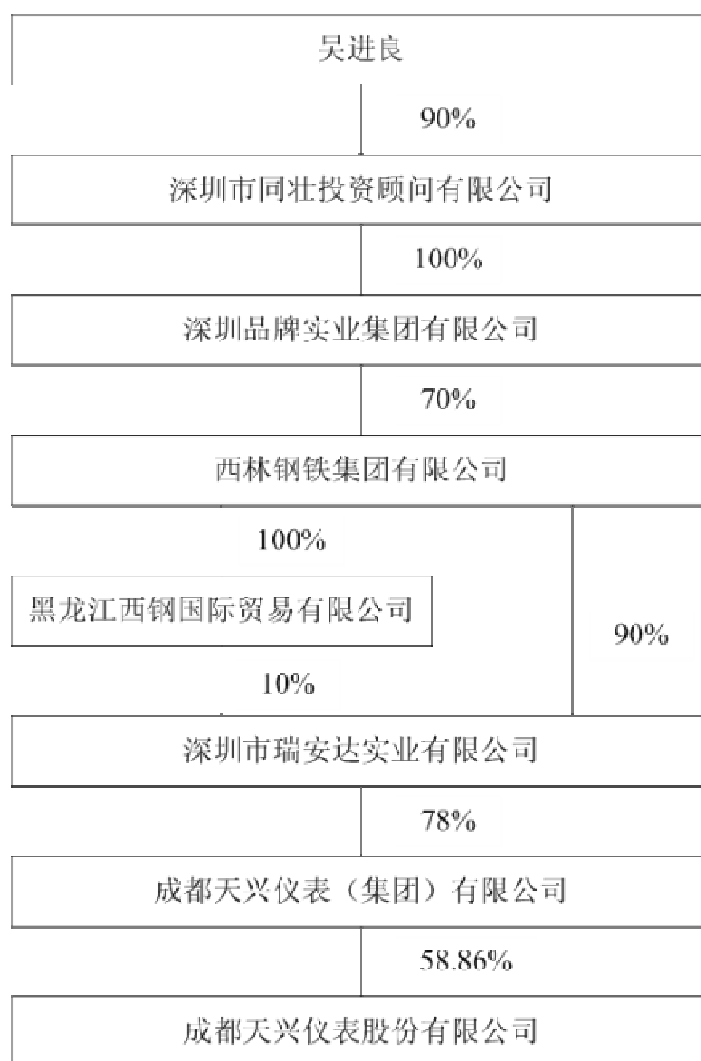 吴进良
90%
深圳市同壮投资顾问有限公司
100%
深圳品牌实业集团有限公司
70%
西林钢铁集团有限公司
100%
黑龙江西钢国际贸易有限公司
90%
10%
深圳市瑞安达实业有限公司
78%
成都天兴仪表（集团）有限公司
58.86%
成都天兴仪表股份有限公司